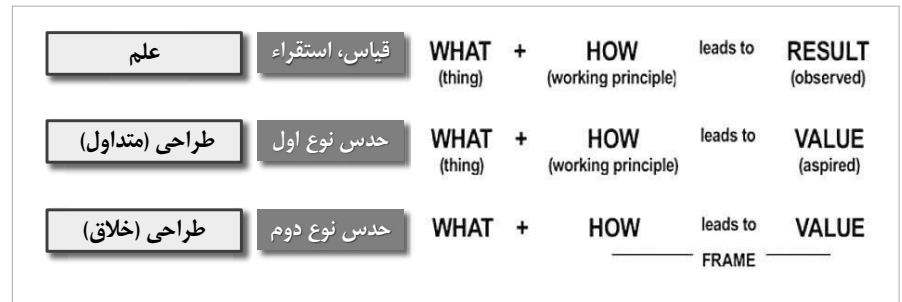 علم قیاس، استقراء WHAT + HOW leads to RESULT
(thing) (working principle) (observed)
طراحی (متداول) حدس نوع اول WHAT + HOW leads to VALUE
(thing) (working principle) (aspired)
طراحی (خلاق) حدس نوع دوم WHAT + HOW leads to VALUE
FRAME